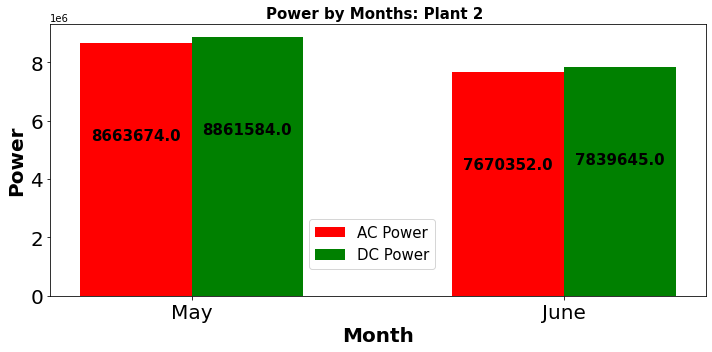 Power by Months: Plant 2
1e6
8
6
4
2
0
Power
8663674.0
8861584.0
7670352.0
7839645.0
AC Power
DC Power
May
June
Month